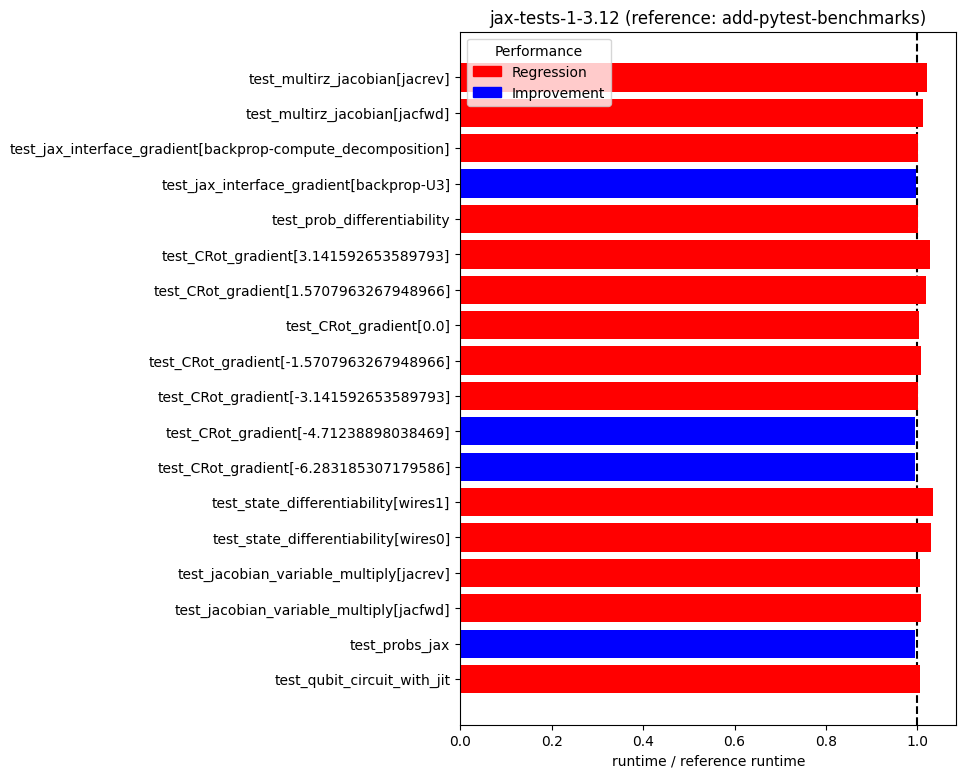 jax-tests-1-3.12 (reference: add-pytest-benchmarks)
Performance
Regression
Improvement
test_multirz_jacobian[jacrev]
test_multirz_jacobian[jacfwd]
test_jax_interface_gradient[backprop-compute_decomposition]
test_jax_interface_gradient[backprop-U3]
test_prob_differentiability
test_CRot_gradient[3.141592653589793]
test_CRot_gradient[1.5707963267948966]
test_CRot_gradient[0.0]
test_CRot_gradient[-1.5707963267948966]
test_CRot_gradient[-3.141592653589793]
test_CRot_gradient[-4.71238898038469]
test_CRot_gradient[-6.283185307179586]
test_state_differentiability[wires1]
test_state_differentiability[wires0]
test_jacobian_variable_multiply[jacrev]
test_jacobian_variable_multiply[jacfwd]
test_probs_jax
test_qubit_circuit_with_jit
0.0 0.2 0.4 0.6 0.8 1.0
runtime / reference runtime